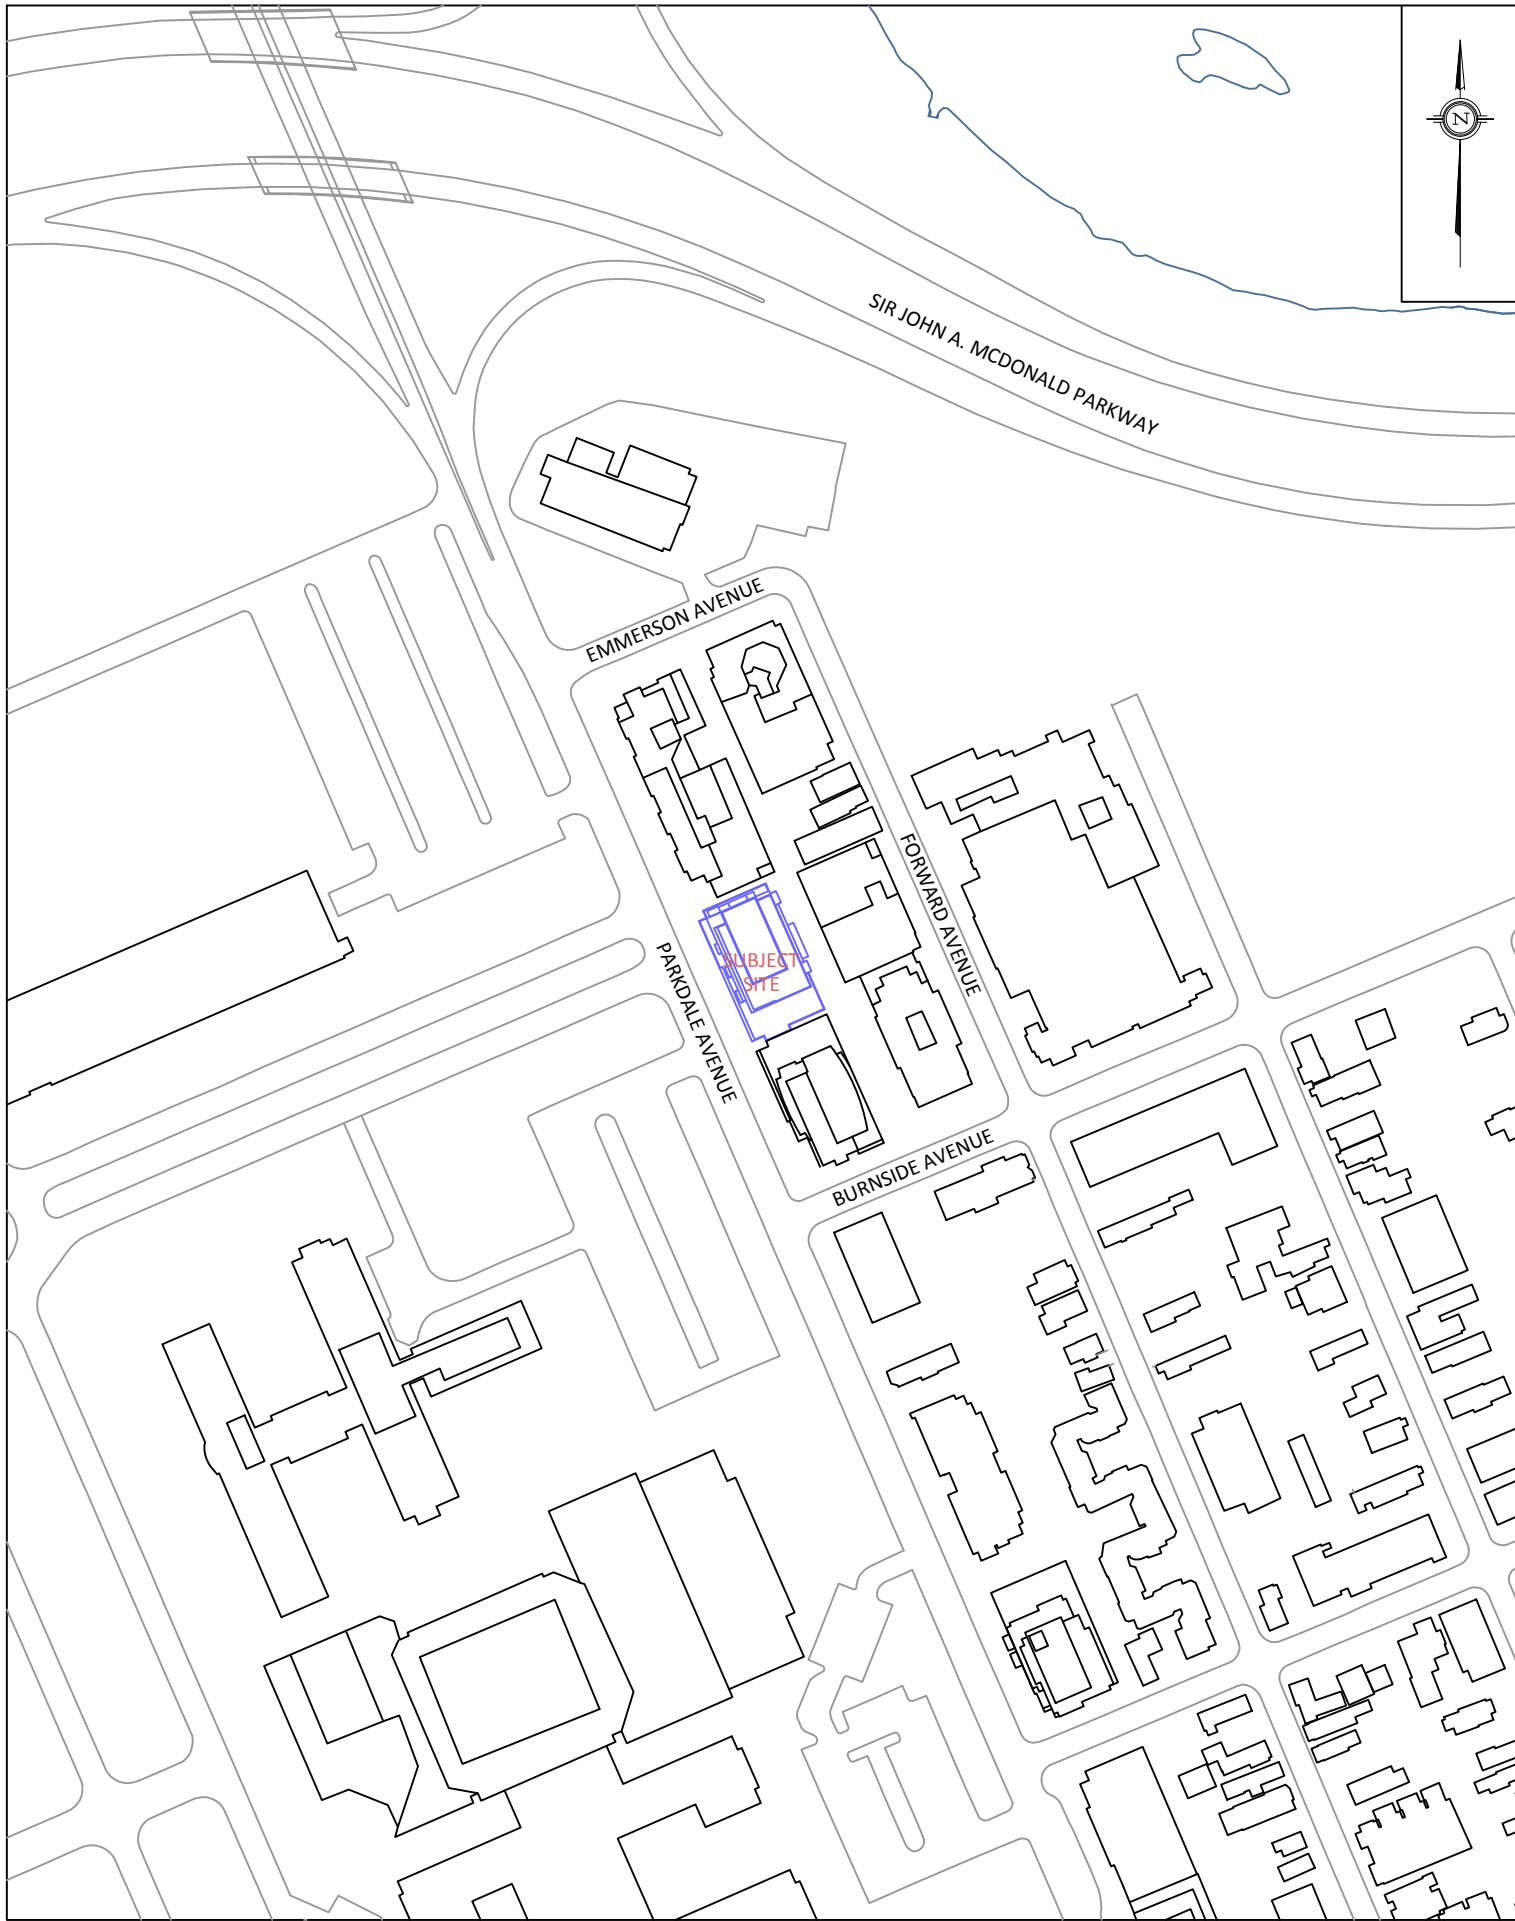 N
SIR JOHN A. MCDONALD PARKWAY
EMMERSON AVENUE
FORWARD AVENUE
PARKDALE AVENUE
SUBJECT
SITE
BURNSIDE AVENUE